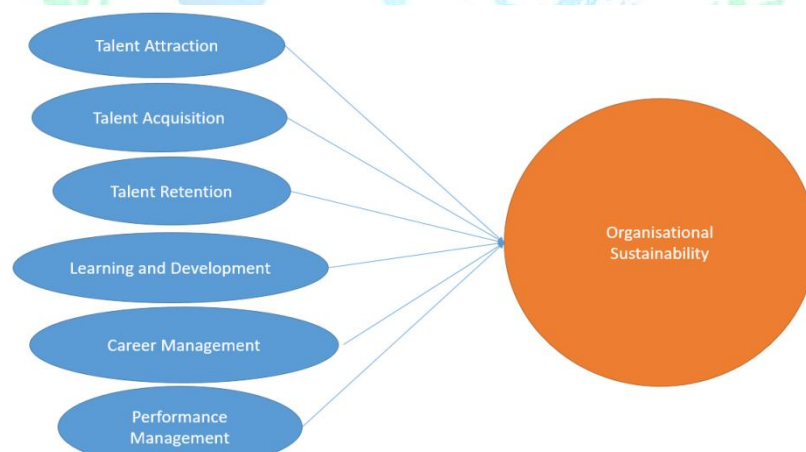 Talent Attraction
Talent Acquisition
Talent Retention
Learning and Development
Career Management
Performance
Management
Organisational
Sustainability